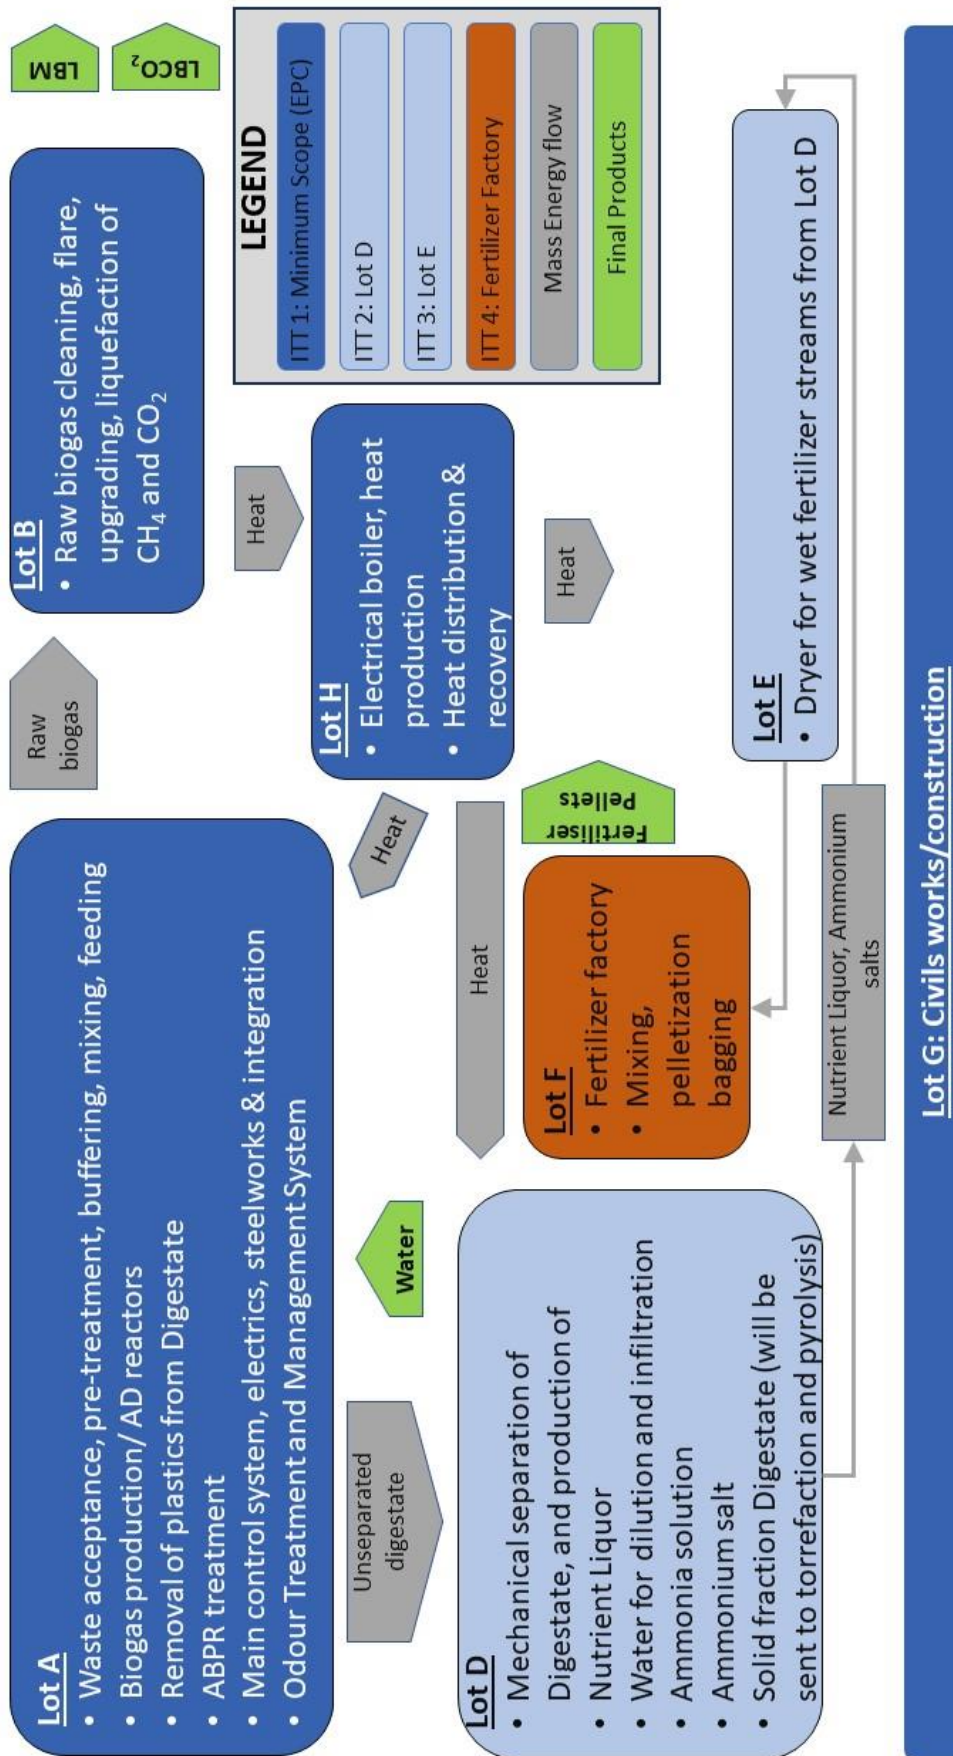 Lot A
• Waste acceptance, pre-treatment, buffering, mixing, feeding
• Biogas production/ AD reactors
• Removal of plastics from Digestate
• ABPR treatment
• Main control system, electrics, steelworks & integration
• Odour Treatment and Management System
Raw
biogas
Lot B
• Raw biogas cleaning, flare,
upgrading, liquefaction of
CH₄ and CO₂
LBM
LBCO₂
Heat
Lot H
• Electrical boiler, heat
production
• Heat distribution &
recovery
Heat
Heat
Heat
LEGEND
ITT 1: Minimum Scope (EPC)
ITT 2: Lot D
ITT 3: Lot E
ITT 4: Fertilizer Factory
Mass Energy flow
Final Products
Unseparated
digestate
Water
Lot D
• Mechanical separation of
Digestate, and production of
• Nutrient Liquor
• Water for dilution and infiltration
• Ammonia solution
• Ammonium salt
• Solid fraction Digestate (will be
sent to torrefaction and pyrolysis)
Lot F
• Fertilizer factory
• Mixing,
pelletization
bagging
Fertiliser
Pellets
Lot E
• Dryer for wet fertilizer streams from Lot D
Nutrient Liquor, Ammonium
salts
Lot G: Civils works/construction